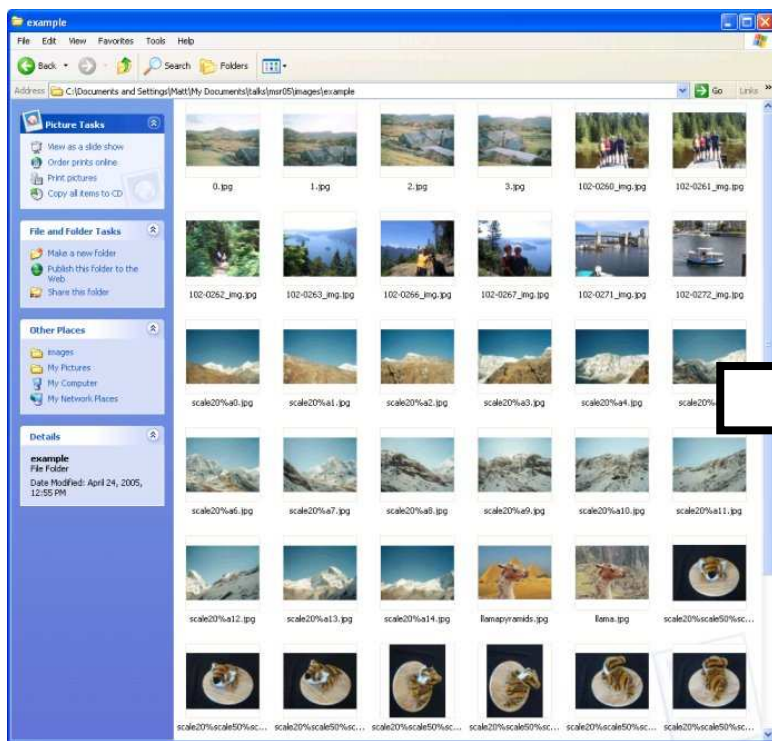 example
File Edit View Favorites Tools Help
Back Search Folders
Address C:\Documents and Settings\Matt\My Documents\talks\msr05\images\example Go Links »
Picture Tasks
View as a slide show
Order prints online
Print pictures
Copy all items to CD
File and Folder Tasks
Make a new folder
Publish this folder to the
Web
Share this folder
Other Places
images
My Pictures
My Computer
My Network Places
Details
example
File Folder
Date Modified: April 24, 2005,
12:55 PM
0.jpg 1.jpg 2.jpg 3.jpg 102-0260_img.jpg 102-0261_img.jpg
102-0262_img.jpg 102-0263_img.jpg 102-0266_img.jpg 102-0267_img.jpg 102-0271_img.jpg 102-0272_img.jpg
scale20%a0.jpg scale20%a1.jpg scale20%a2.jpg scale20%a3.jpg scale20%a4.jpg scale20%
scale20%a6.jpg scale20%a7.jpg scale20%a8.jpg scale20%a9.jpg scale20%a10.jpg scale20%a11.jpg
scale20%a12.jpg scale20%a13.jpg scale20%a14.jpg llamapyramids.jpg llama.jpg scale20%scale50%sc...
scale20%scale50%sc... scale20%scale50%sc... scale20%scale50%sc... scale20%scale50%sc... scale20%scale50%sc... scale20%scale50%sc...